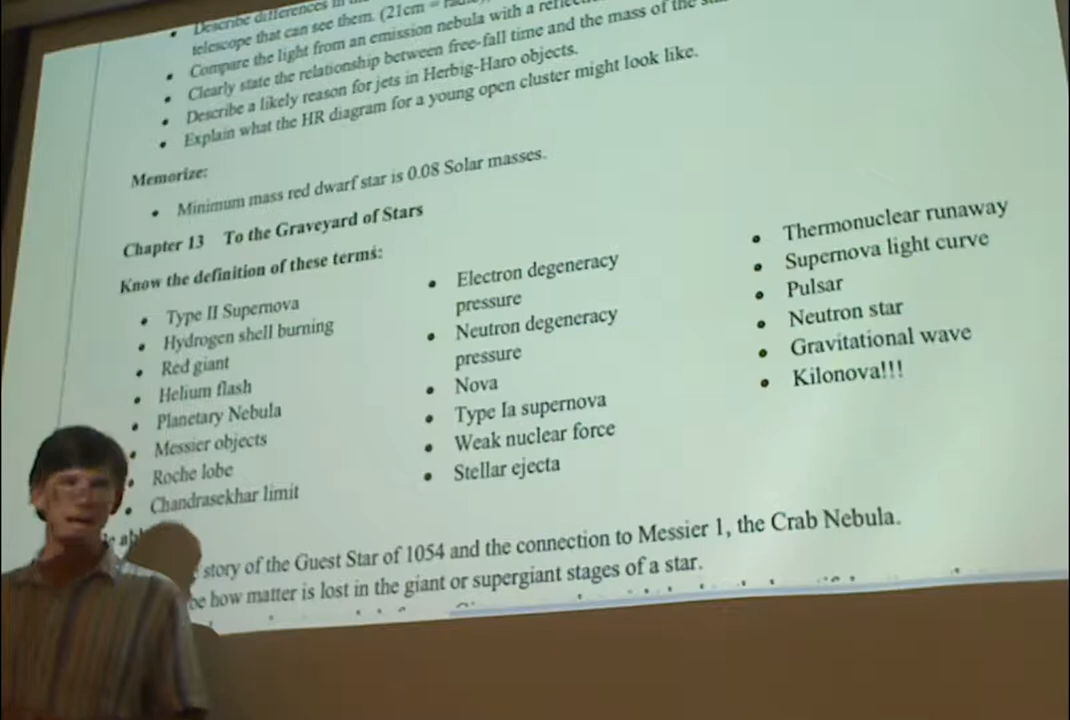 Describe differences in
telescope that can see them. (21cm =
Compare the light from an emission nebula with a
Clearly state the relationship between free-fall time and the mass of the
Describe a likely reason for jets in Herbig-Haro objects.
Explain what the HR diagram for a young open cluster might look like.
Memorize:
Minimum mass red dwarf star is 0.08 Solar masses.
Chapter 13 To the Graveyard of Stars
Know the definition of these terms:
Type II Supernova
Hydrogen shell burning
Red giant
Helium flash
Planetary Nebula
Messier objects
Roche lobe
Chandrasekhar limit
Electron degeneracy
pressure
Neutron degeneracy
pressure
Nova
Type Ia supernova
Weak nuclear force
Stellar ejecta
Thermonuclear runaway
Supernova light curve
Pulsar
Neutron star
Gravitational wave
Kilonova!!!
story of the Guest Star of 1054 and the connection to Messier 1, the Crab Nebula.
how matter is lost in the giant or supergiant stages of a star.